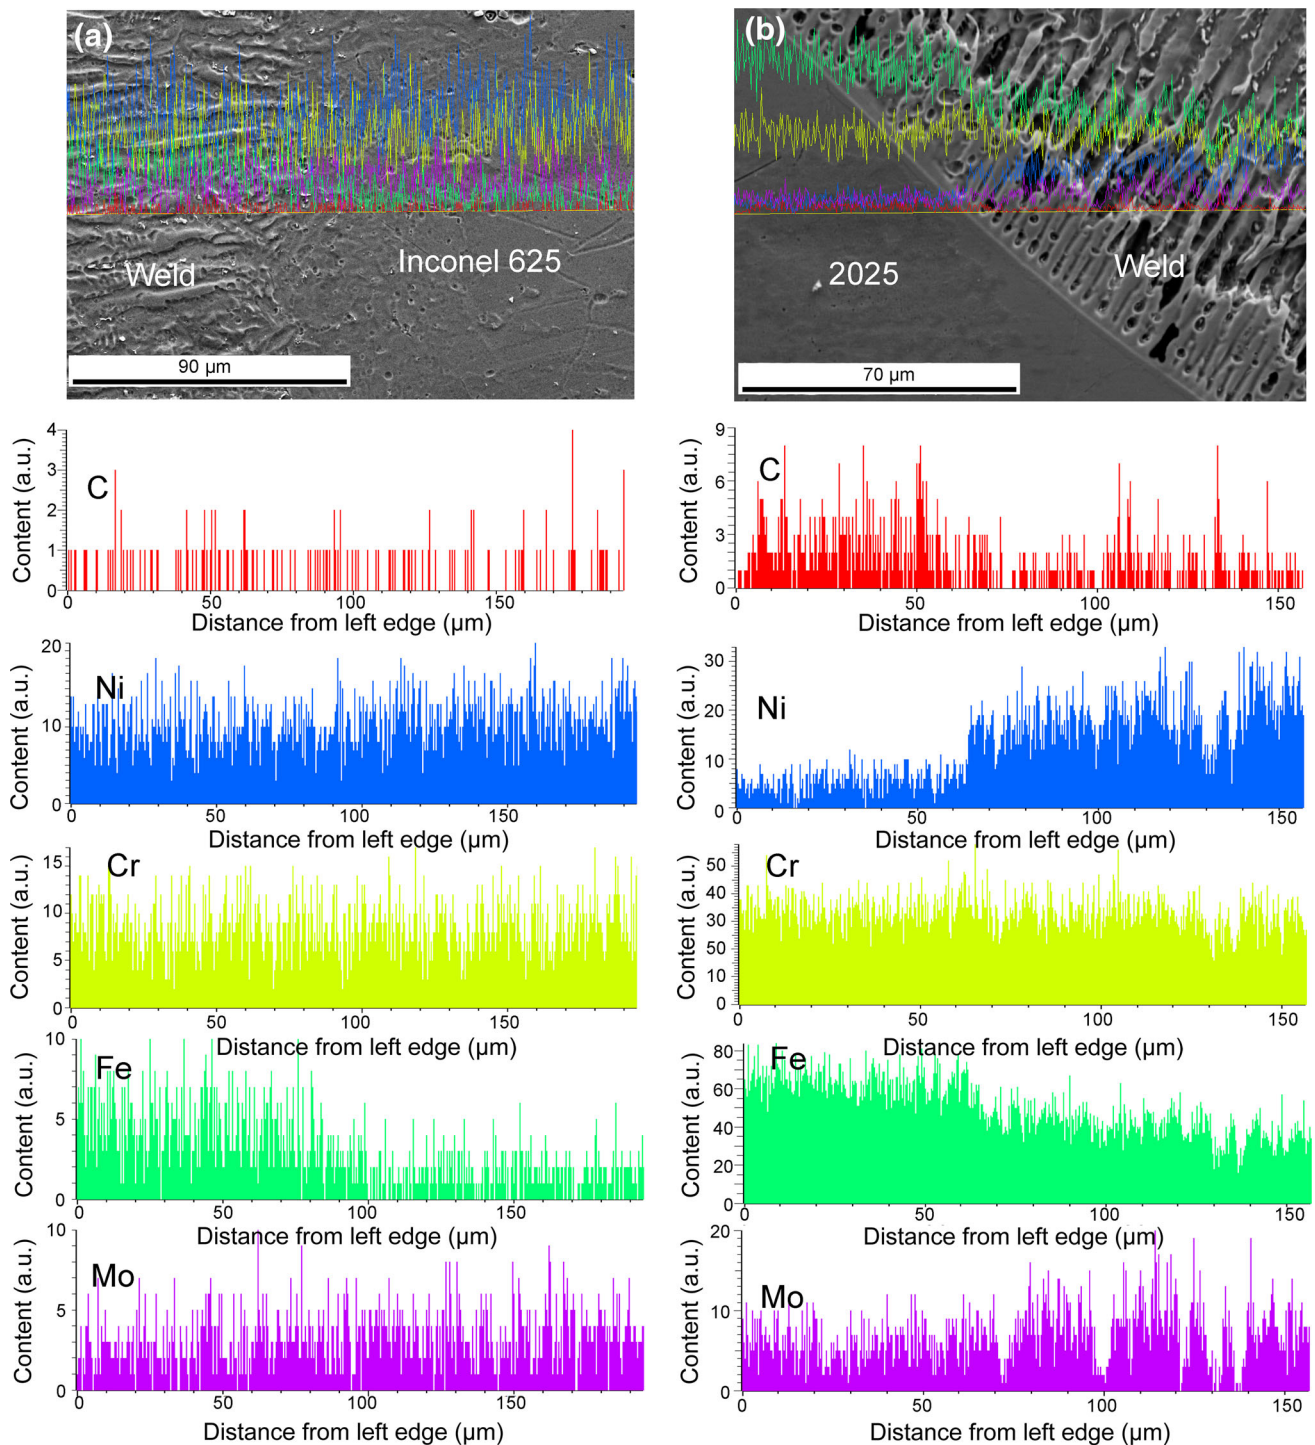 (a)
Weld
Inconel 625
90 µm
(b)
2025
Weld
70 µm
4
3
2
1
0
C
Content (a.u.)
0 50 100 150
Distance from left edge (µm)
9
6
3
0
C
Content (a.u.)
0 50 100 150
Distance from left edge (µm)
20
15
10
5
0
Ni
Content (a.u.)
0 50 100 150
Distance from left edge (µm)
30
20
10
0
Ni
Content (a.u.)
0 50 100 150
Distance from left edge (µm)
15
10
5
0
Cr
Content (a.u.)
0 50 100 150
Distance from left edge (µm)
50
40
30
50
10
0
Cr
Content (a.u.)
0 50 100 150
Distance from left edge (µm)
10
5
0
Fe
Content (a.u.)
0 50 100 150
Distance from left edge (µm)
80
60
40
20
0
Fe
Content (a.u.)
0 50 100 150
Distance from left edge (µm)
10
5
0
Mo
Content (a.u.)
0 50 100 150
Distance from left edge (µm)
20
10
0
Mo
Content (a.u.)
0 50 100 150
Distance from left edge (µm)